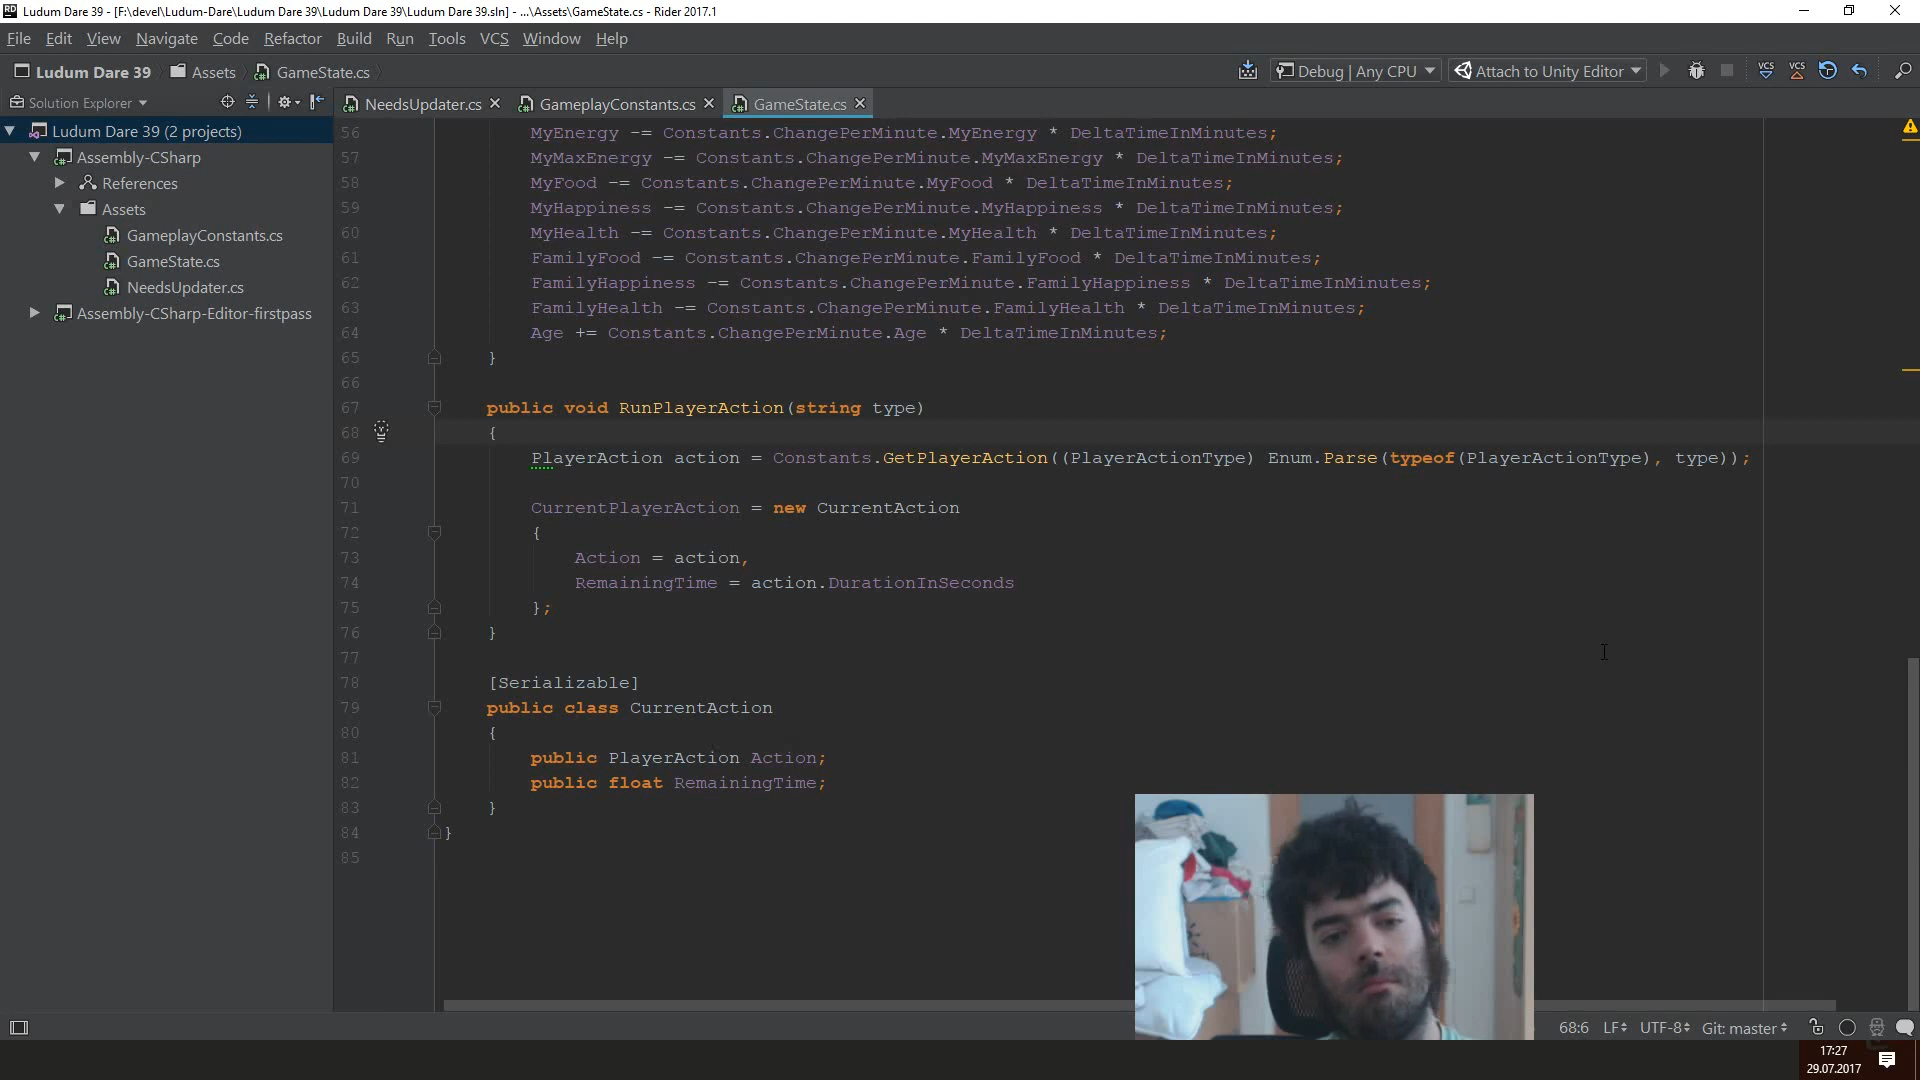 Ludum Dare 39 - [F:\devel\Ludum-Dare\Ludum Dare 39\Ludum Dare 39\Ludum Dare 39.sln] - ...\Assets\GameState.cs - Rider 2017.1
File Edit View Navigate Code Refactor Build Run Tools VCS Window Help
Ludum Dare 39 Assets GameState.cs Debug | Any CPU Attach to Unity Editor VCS VCS
Solution Explorer NeedsUpdater.cs GameplayConstants.cs GameState.cs
Ludum Dare 39 (2 projects)
Assembly-CSharp
References
Assets
GameplayConstants.cs
GameState.cs
NeedsUpdater.cs
Assembly-CSharp-Editor-firstpass
56 MyEnergy -= Constants.ChangePerMinute.MyEnergy * DeltaTimeInMinutes;
57 MyMaxEnergy -= Constants.ChangePerMinute.MyMaxEnergy * DeltaTimeInMinutes;
58 MyFood -= Constants.ChangePerMinute.MyFood * DeltaTimeInMinutes;
59 MyHappiness -= Constants.ChangePerMinute.MyHappiness * DeltaTimeInMinutes;
60 MyHealth -= Constants.ChangePerMinute.MyHealth * DeltaTimeInMinutes;
61 FamilyFood -= Constants.ChangePerMinute.FamilyFood * DeltaTimeInMinutes;
62 FamilyHappiness -= Constants.ChangePerMinute.FamilyHappiness * DeltaTimeInMinutes;
63 FamilyHealth -= Constants.ChangePerMinute.FamilyHealth * DeltaTimeInMinutes;
64 Age += Constants.ChangePerMinute.Age * DeltaTimeInMinutes;
65 }
66
67 public void RunPlayerAction(string type)
68 {
69 PlayerAction action = Constants.GetPlayerAction((PlayerActionType) Enum.Parse(typeof(PlayerActionType), type));
70
71 CurrentPlayerAction = new CurrentAction
72 {
73 Action = action,
74 RemainingTime = action.DurationInSeconds
75 };
76 }
77
78 [Serializable]
79 public class CurrentAction
80 {
81 public PlayerAction Action;
82 public float RemainingTime;
83 }
84 }
85
68:6 LF UTF-8 Git: master
17:27
29.07.2017